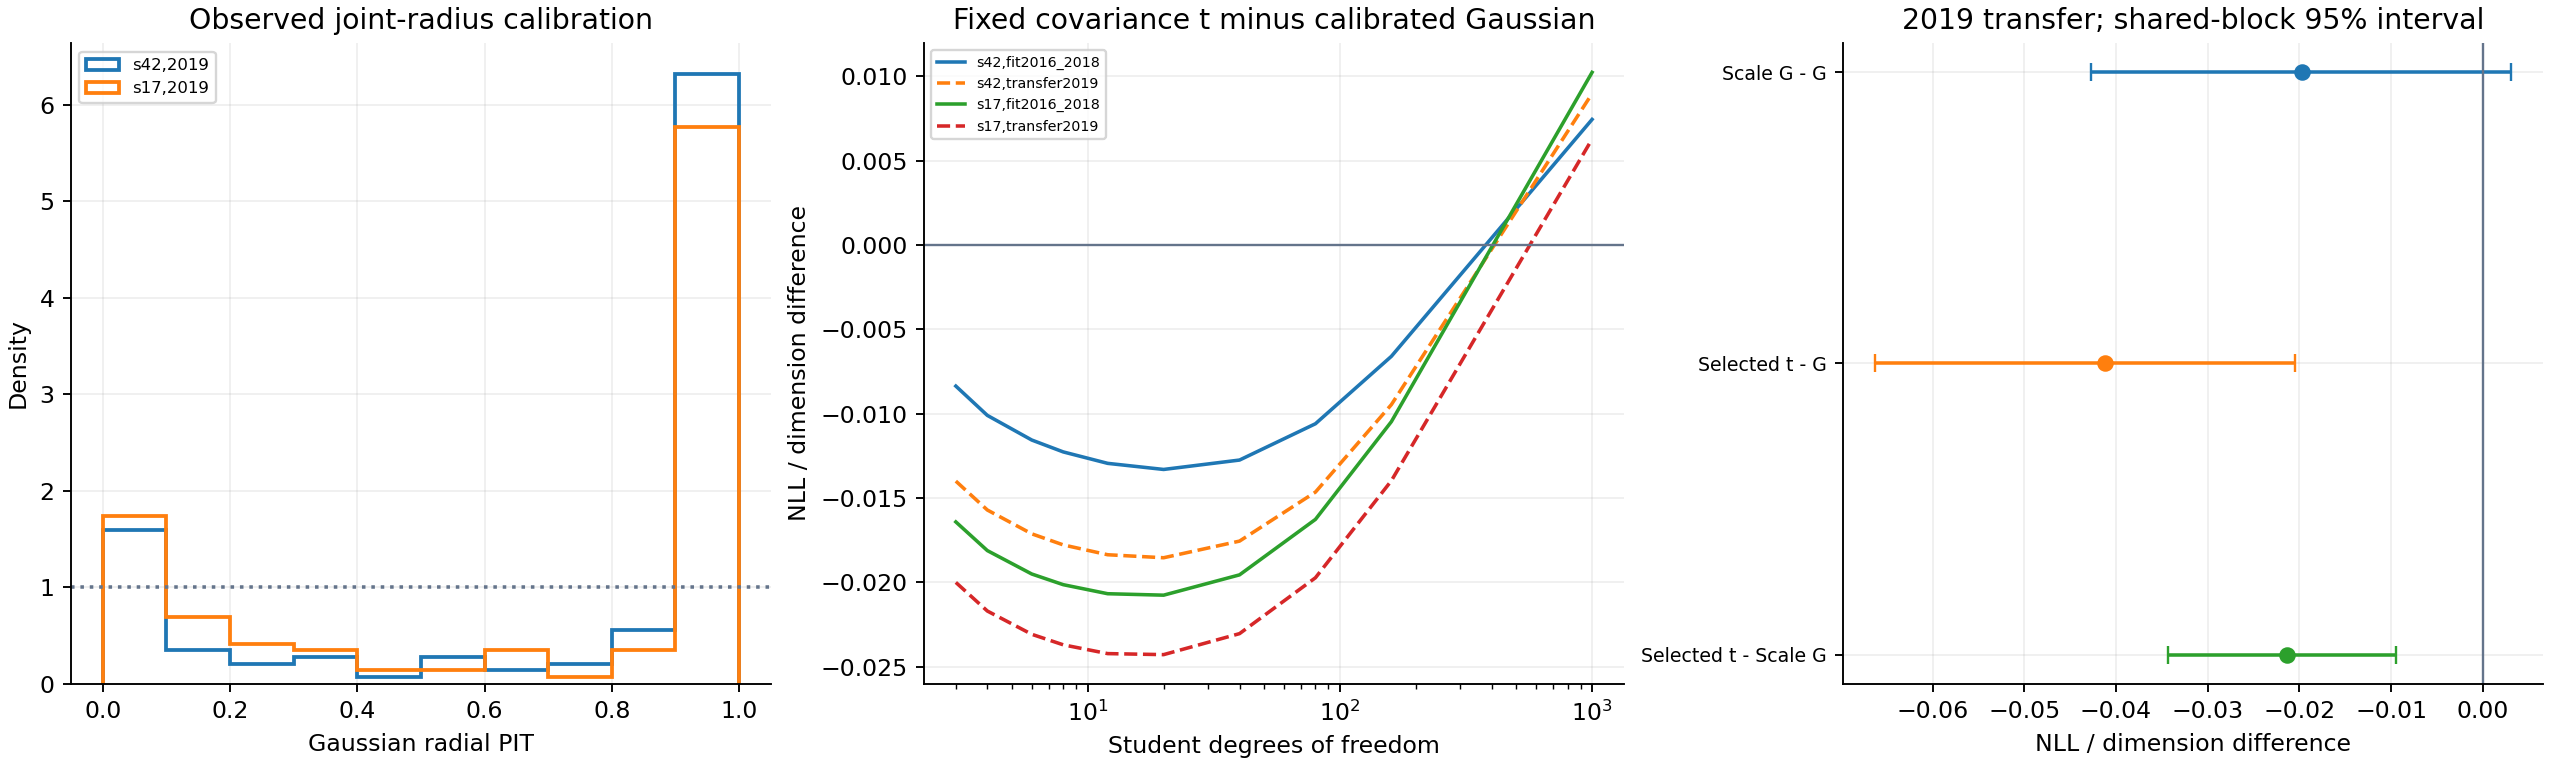 Observed joint-radius calibration
s42,2019
s17,2019
Density
6
5
4
3
2
1
0
0.0 0.2 0.4 0.6 0.8 1.0
Gaussian radial PIT
Fixed covariance t minus calibrated Gaussian
s42,fit2016_2018
s42,transfer2019
s17,fit2016_2018
s17,transfer2019
NLL / dimension difference
0.010
0.005
0.000
−0.005
−0.010
−0.015
−0.020
−0.025
10¹ 10² 10³
Student degrees of freedom
2019 transfer; shared-block 95% interval
Scale G - G
Selected t - G
Selected t - Scale G
−0.06 −0.05 −0.04 −0.03 −0.02 −0.01 0.00
NLL / dimension difference